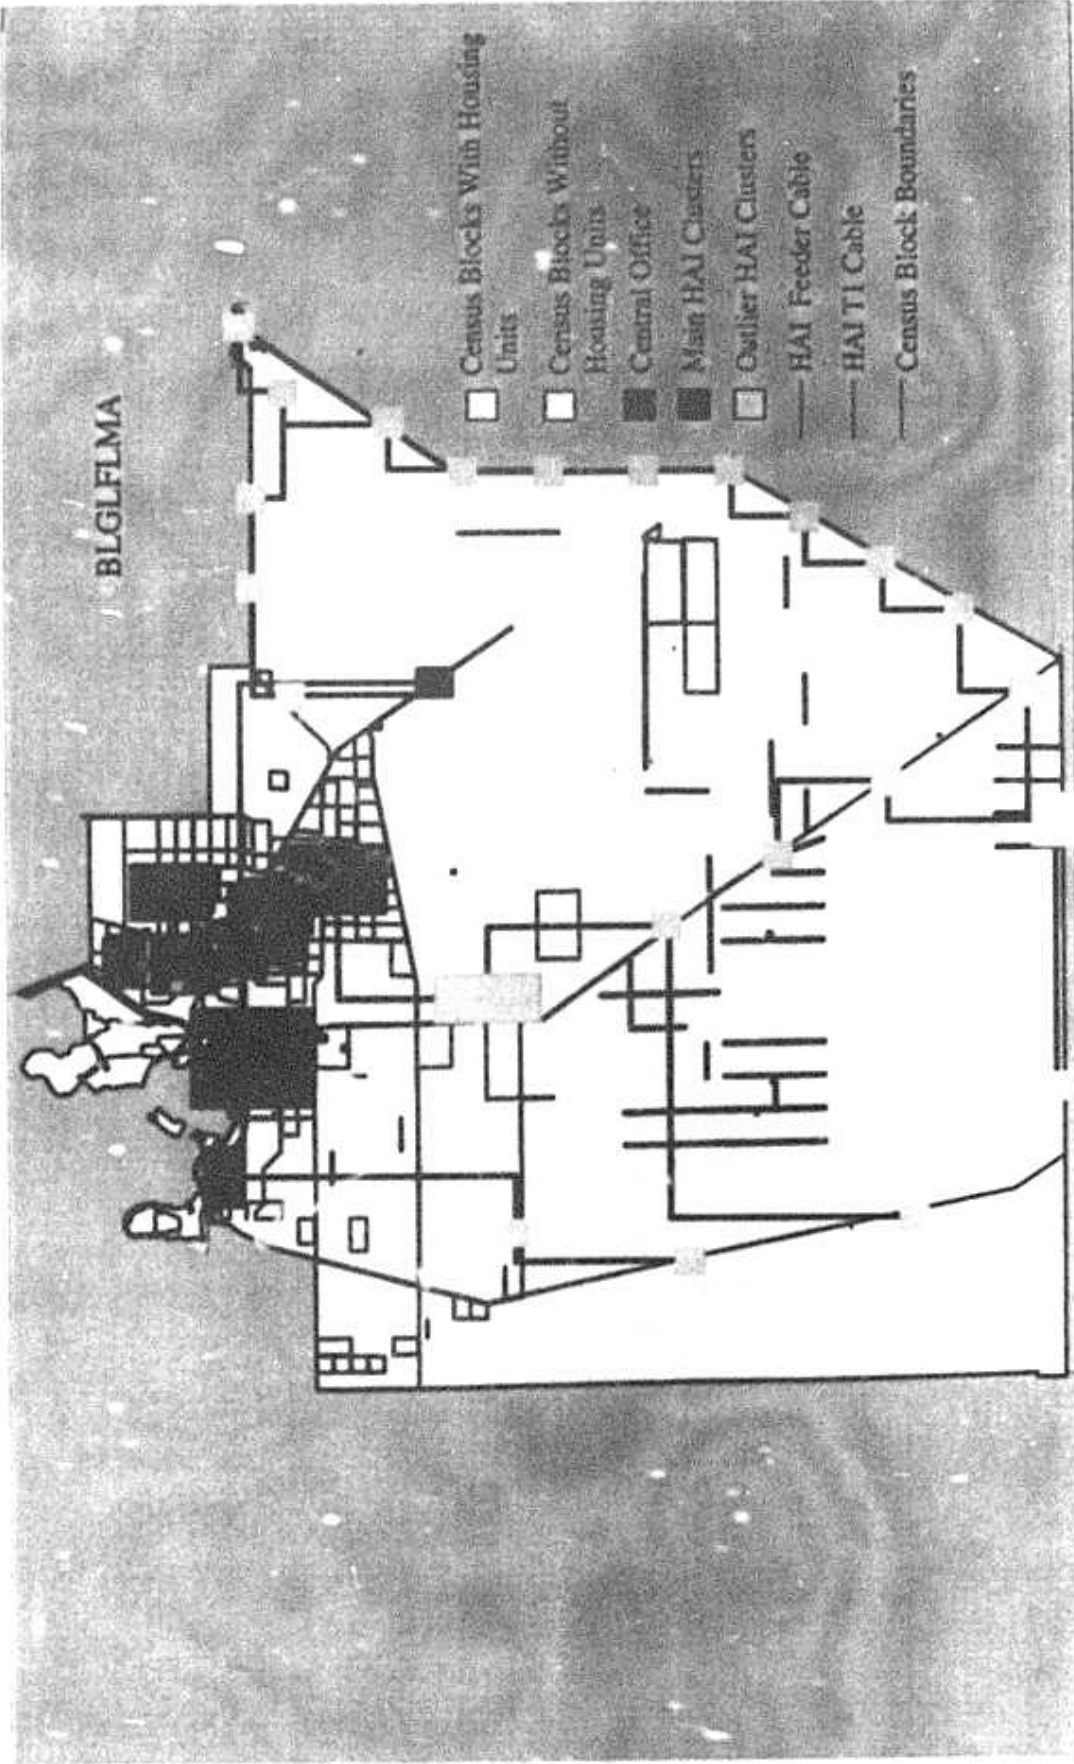 BLGLFLMA
Census Blocks With Housing
Units
Census Blocks Without
Housing Units
Central Office
Main HAI Clusters
Outlier HAI Clusters
HAI Feeder Cable
HAI T1 Cable
Census Block Boundaries